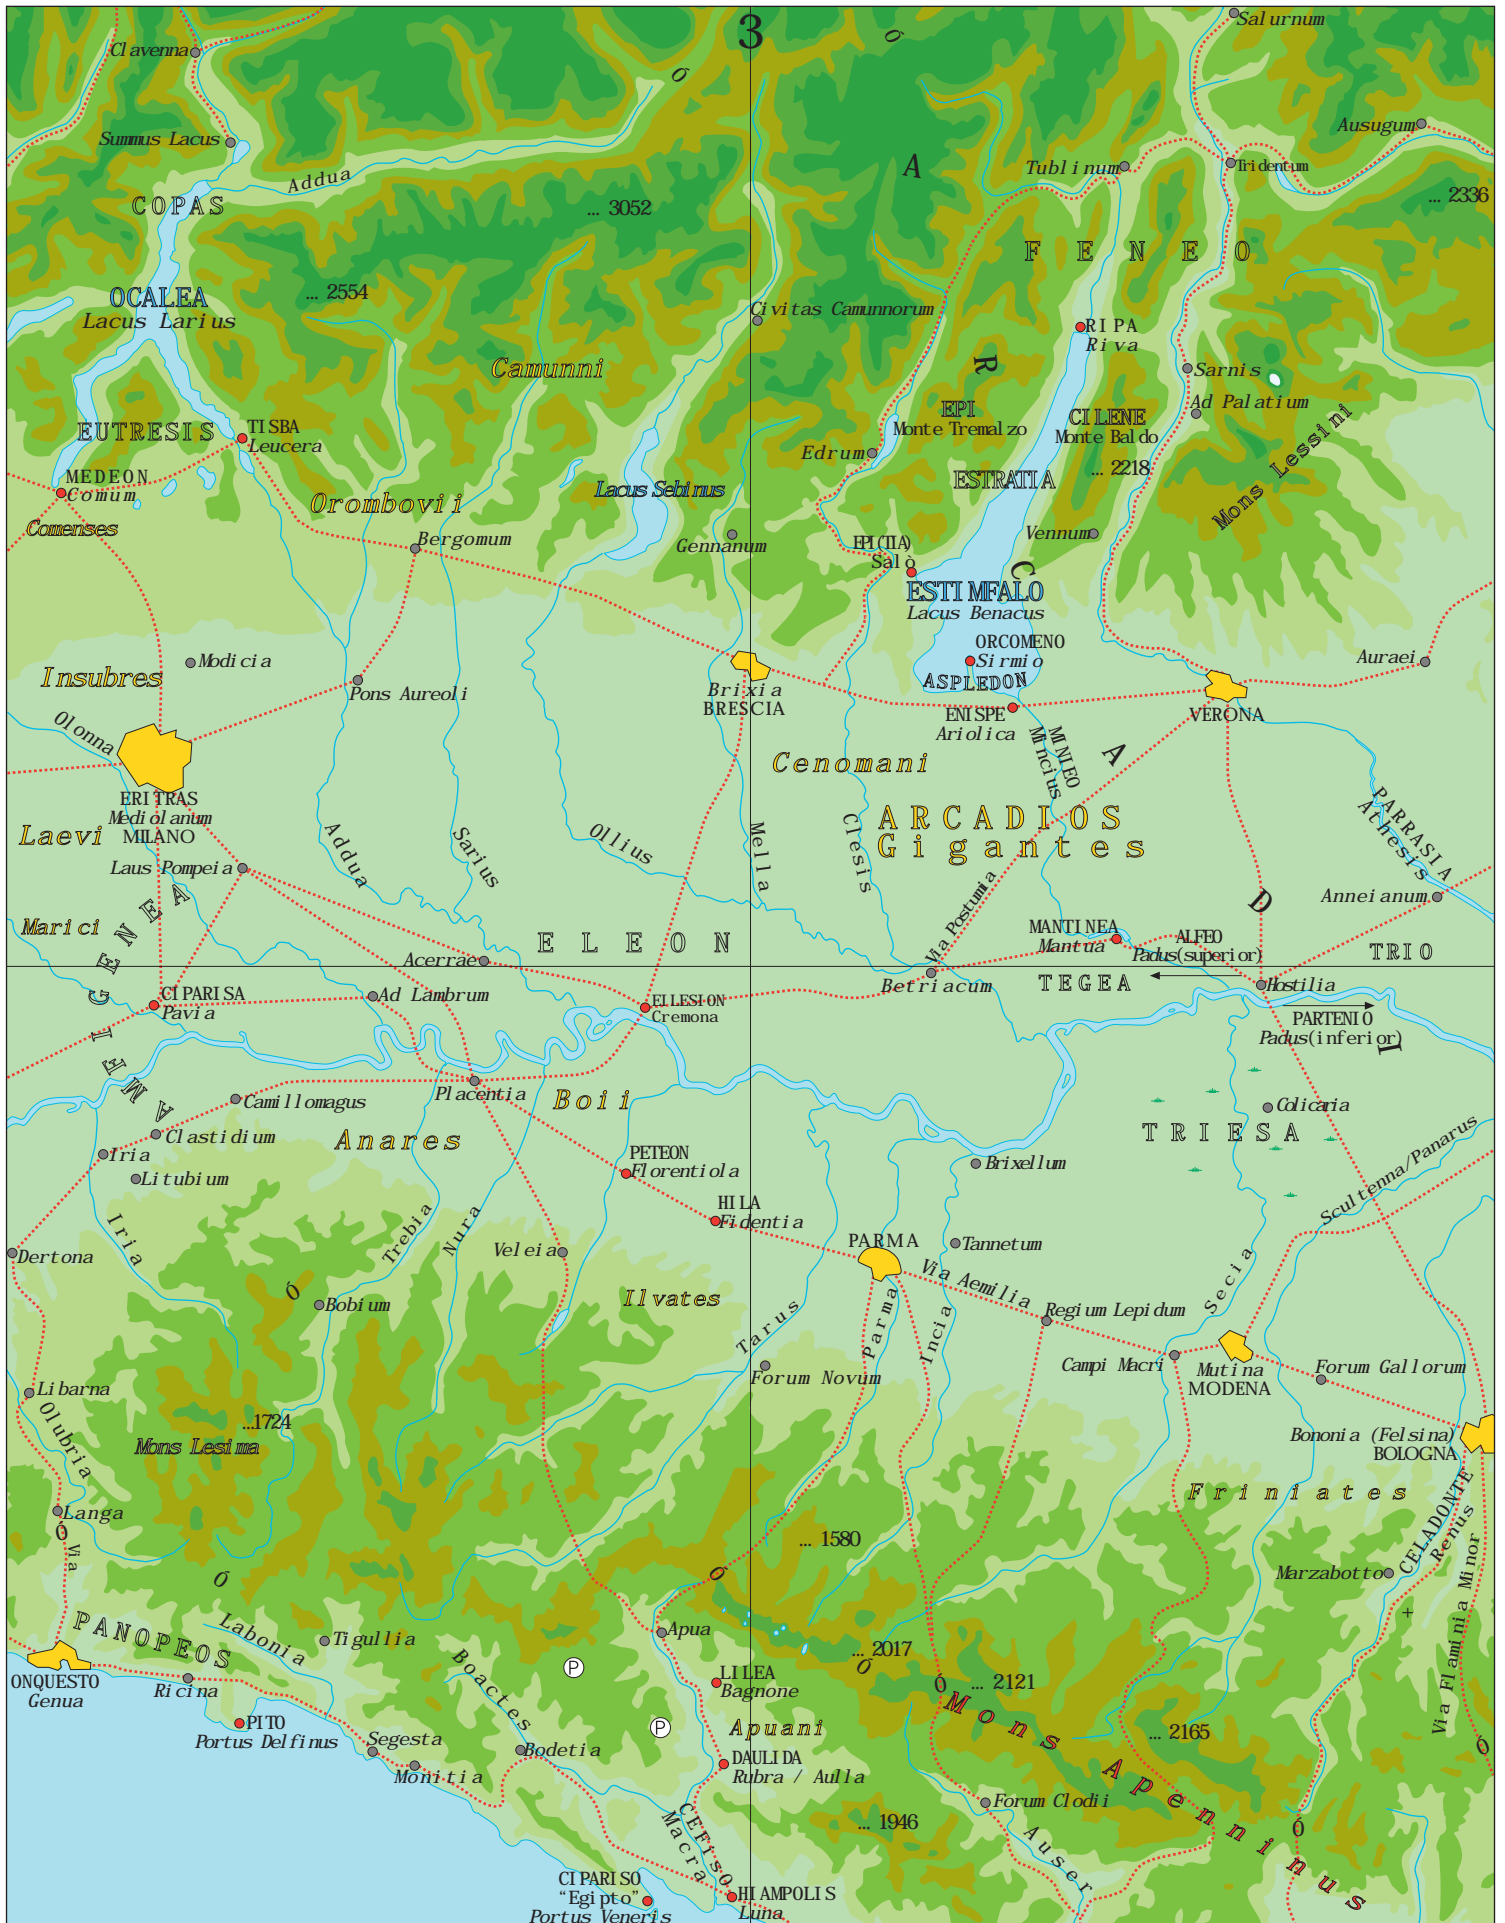 3
Salurnum
Clavenna
Ausugum
Summus Lacus
Tublinum
Tridentum
A
Addua
COPAS
... 3052
... 2336
FENEO
OCALEA
Lacus Larius
... 2554
Civitas Camunnorum
RIPA
Riva
Camunni
R
Sarnis
Ad Palatium
EPI
Monte Tremalzo
CILENE
Monte Baldo
Mons Lessini
EUTRESIS
TISBA
Leucera
Edrum
... 2218
MEDEON
Comum
ESTRATIA
Lacus Sebinus
Orombovii
Comenses
Bergomum
Gennanum
Vennum
EPI(TIA)
Salò
C
ESTIMFALO
Lacus Benacus
ORCOMENO
Sirmio
Modicia
Auraei
Insubres
ASPLEDON
Pons Aureoli
Brixia
BRESCIA
ENISPE
Ariolica
VERONA
Olonna
MINIEO
Mincius
A
Cenomani
ERITRAS
Mediolanum
MILANO
ARCADIOS
Gigantes
PARRASIA
Athesis
Laevi
Addua
Sarius
Ollius
Mella
Clesis
Laus Pompeia
Via Postumia
Anneianum
D
AMFIGENEA
Marici
MANTINEA
Mantua
ALFEO
Padus(superior)
ELEON
TRIO
Acerrae
Betriacum
TEGEA
Hostilia
CIPARISA
Pavia
Ad Lambrum
EILESION
Cremona
PARTENIO
Padus(inferior)
I
Placentia
Camillomagus
Boii
Colicaria
Clastidium
Anares
TRIESA
Iria
Litubium
PETEON
Florentiola
Brixellum
Scultenna/Panarus
HILA
Fidentia
Iria
Trebia
Nura
Dertona
Veleia
PARMA
Tannetum
Via Aemilia
Secia
Bobium
Ilvates
Tarus
Parma
Incia
Regium Lepidum
Campi Macri
Mutina
MODENA
Forum Gallorum
Forum Novum
Libarna
Olubria
...1724
Mons Lesima
Bononia (Felsina)
BOLOGNA
Friniates
Langa
Via
... 1580
CELADONTE
Renus
Marzabotto
Via Flaminia Minor
PANOPEOS
Labonia
Tigullia
Apua
... 2017
Boactes
P
ONQUESTO
Genua
Ricina
LILEA
Bagnone
... 2121
Mons Apenninus
PITO
Portus Delfinus
P
Apuani
... 2165
Segesta
Bodetia
Monitia
DAULIDA
Rubra / Aulla
Forum Clodii
CEFISO
Macra
... 1946
Auser
CIPARISO
"Egipto"
Portus Veneris
HIAMPOLIS
Luna